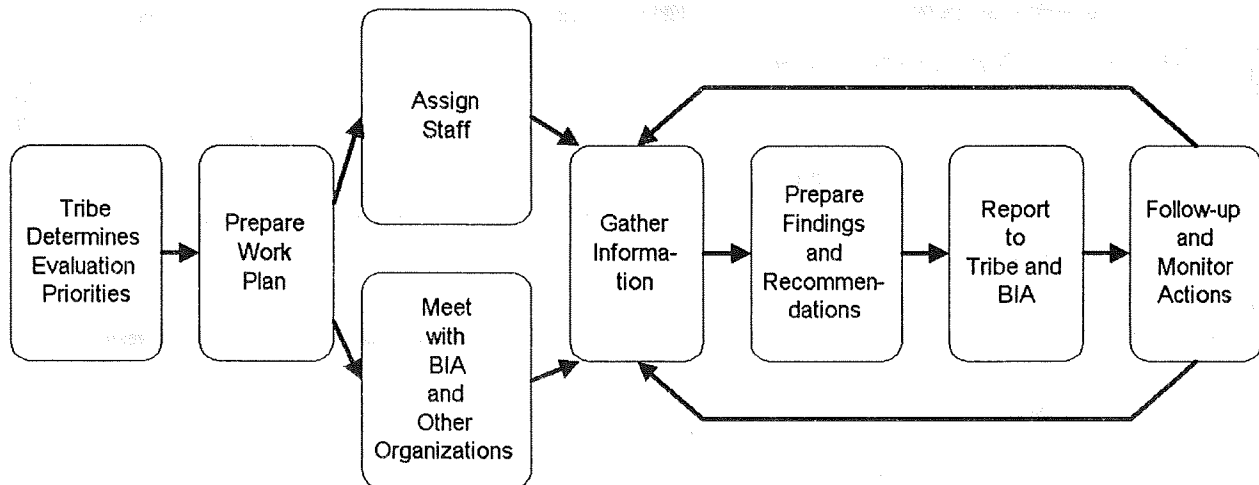 Tribe
Determines
Evaluation
Priorities
Prepare
Work
Plan
Assign
Staff
Meet
with
BIA
and
Other
Organizations
Gather
Informa-
tion
Prepare
Findings
and
Recommen-
dations
Report
to
Tribe and
BIA
Follow-up
and
Monitor
Actions